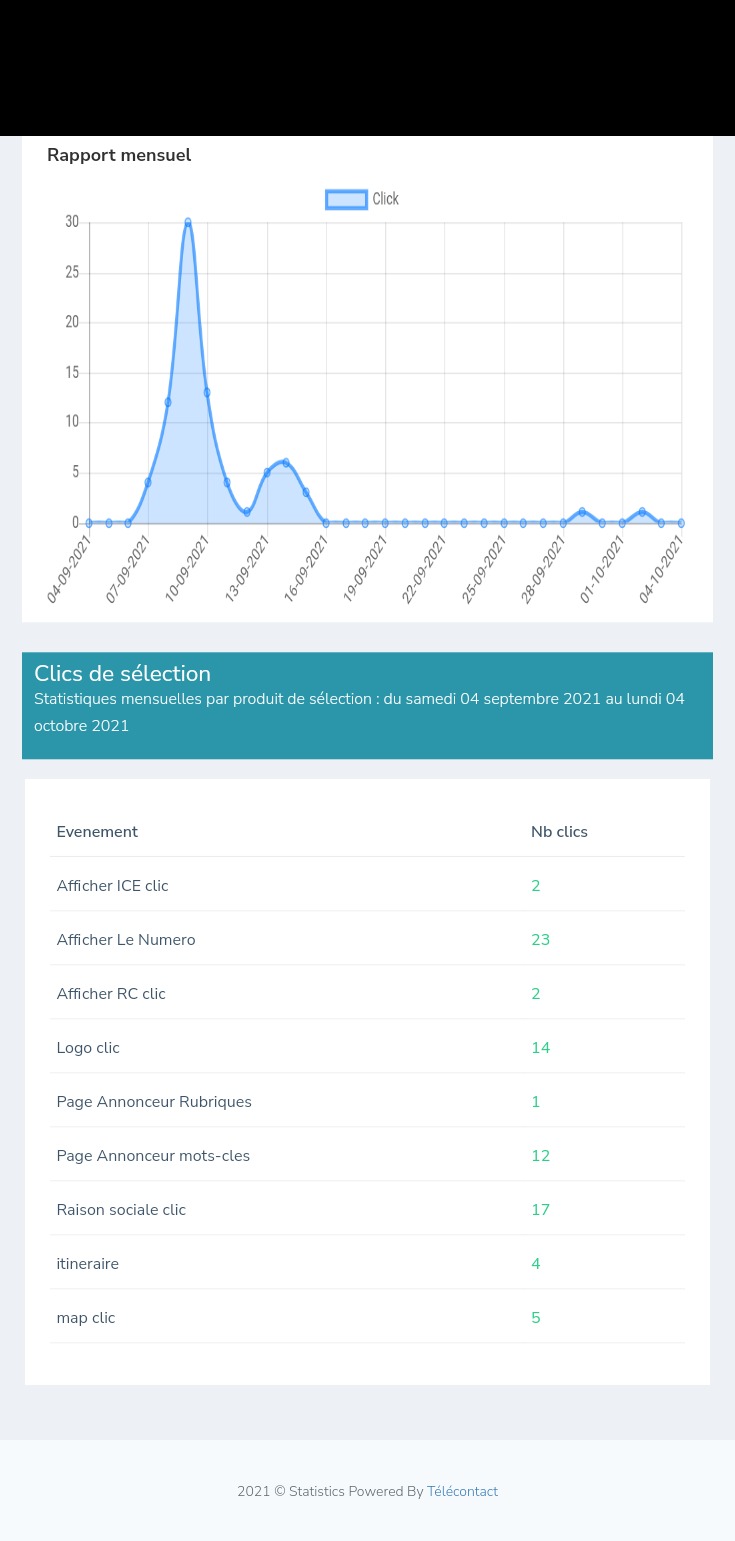 Rapport mensuel
Click
30
25
20
15
10
5
0
04-09-2021
07-09-2021
10-09-2021
13-09-2021
16-09-2021
19-09-2021
22-09-2021
25-09-2021
28-09-2021
01-10-2021
04-10-2021
Clics de sélection
Statistiques mensuelles par produit de sélection : du samedi 04 septembre 2021 au lundi 04
octobre 2021
Evenement Nb clics
Afficher ICE clic 2
Afficher Le Numero 23
Afficher RC clic 2
Logo clic 14
Page Annonceur Rubriques 1
Page Annonceur mots-cles 12
Raison sociale clic 17
itineraire 4
map clic 5
2021 © Statistics Powered By Télécontact